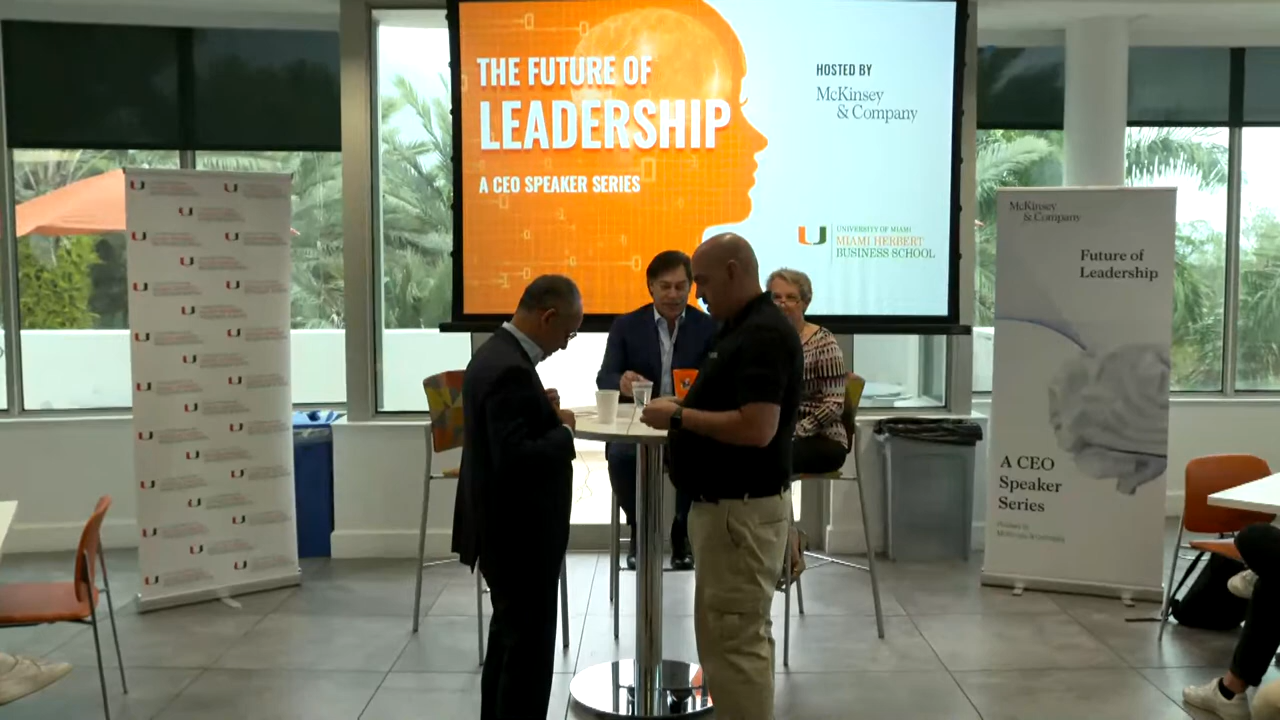 THE FUTURE OF
LEADERSHIP
A CEO SPEAKER SERIES
HOSTED BY
McKinsey
& Company
U
UNIVERSITY OF MIAMI
MIAMI HERBERT
BUSINESS SCHOOL
McKinsey
& Company
Future of
Leadership
A CEO
Speaker
Series